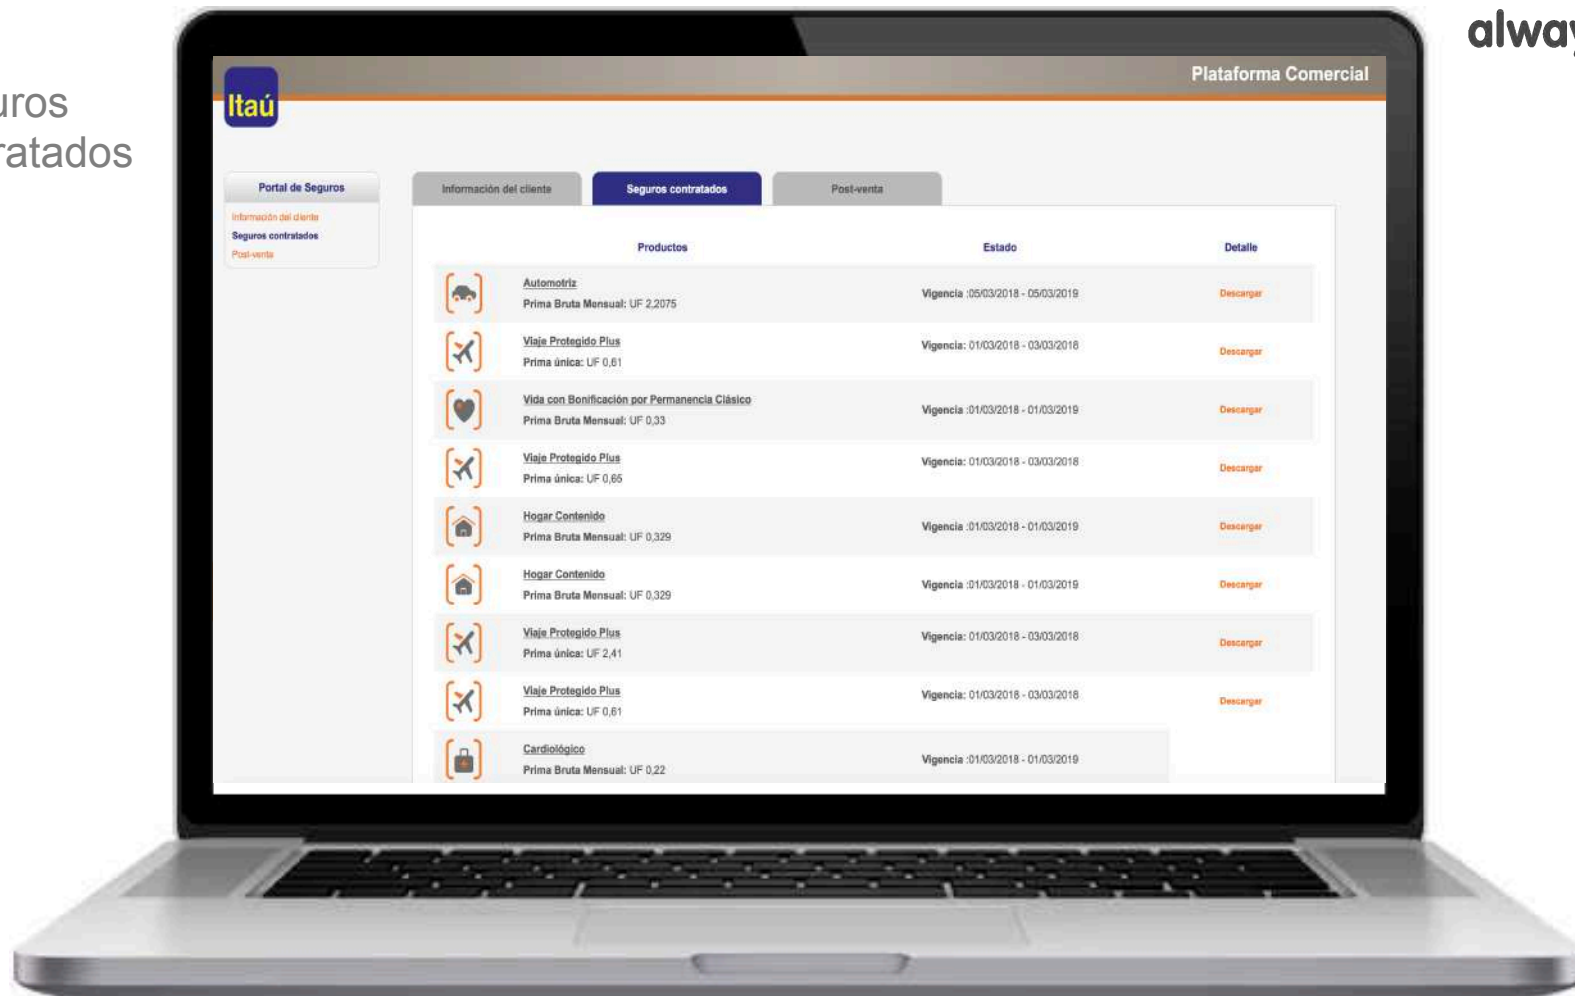 alway
uros
ratados
Plataforma Comercial
Itaú
Portal de Seguros
Información del cliente
Seguros contratados
Post-venta
Información del cliente
Seguros contratados
Post-venta
Productos
Estado
Detalle
Automotriz
Prima Bruta Mensual: UF 2,2075
Vigencia :05/03/2018 - 05/03/2019
Descargar
Viaje Protegido Plus
Prima única: UF 0,61
Vigencia: 01/03/2018 - 03/03/2018
Descargar
Vida con Bonificación por Permanencia Clásico
Prima Bruta Mensual: UF 0,33
Vigencia :01/03/2018 - 01/03/2019
Descargar
Viaje Protegido Plus
Prima única: UF 0,65
Vigencia: 01/03/2018 - 03/03/2018
Descargar
Hogar Contenido
Prima Bruta Mensual: UF 0,329
Vigencia :01/03/2018 - 01/03/2019
Descargar
Hogar Contenido
Prima Bruta Mensual: UF 0,329
Vigencia :01/03/2018 - 01/03/2019
Descargar
Viaje Protegido Plus
Prima única: UF 2,41
Vigencia: 01/03/2018 - 03/03/2018
Descargar
Viaje Protegido Plus
Prima única: UF 0,61
Vigencia: 01/03/2018 - 03/03/2018
Descargar
Cardiológico
Prima Bruta Mensual: UF 0,22
Vigencia :01/03/2018 - 01/03/2019